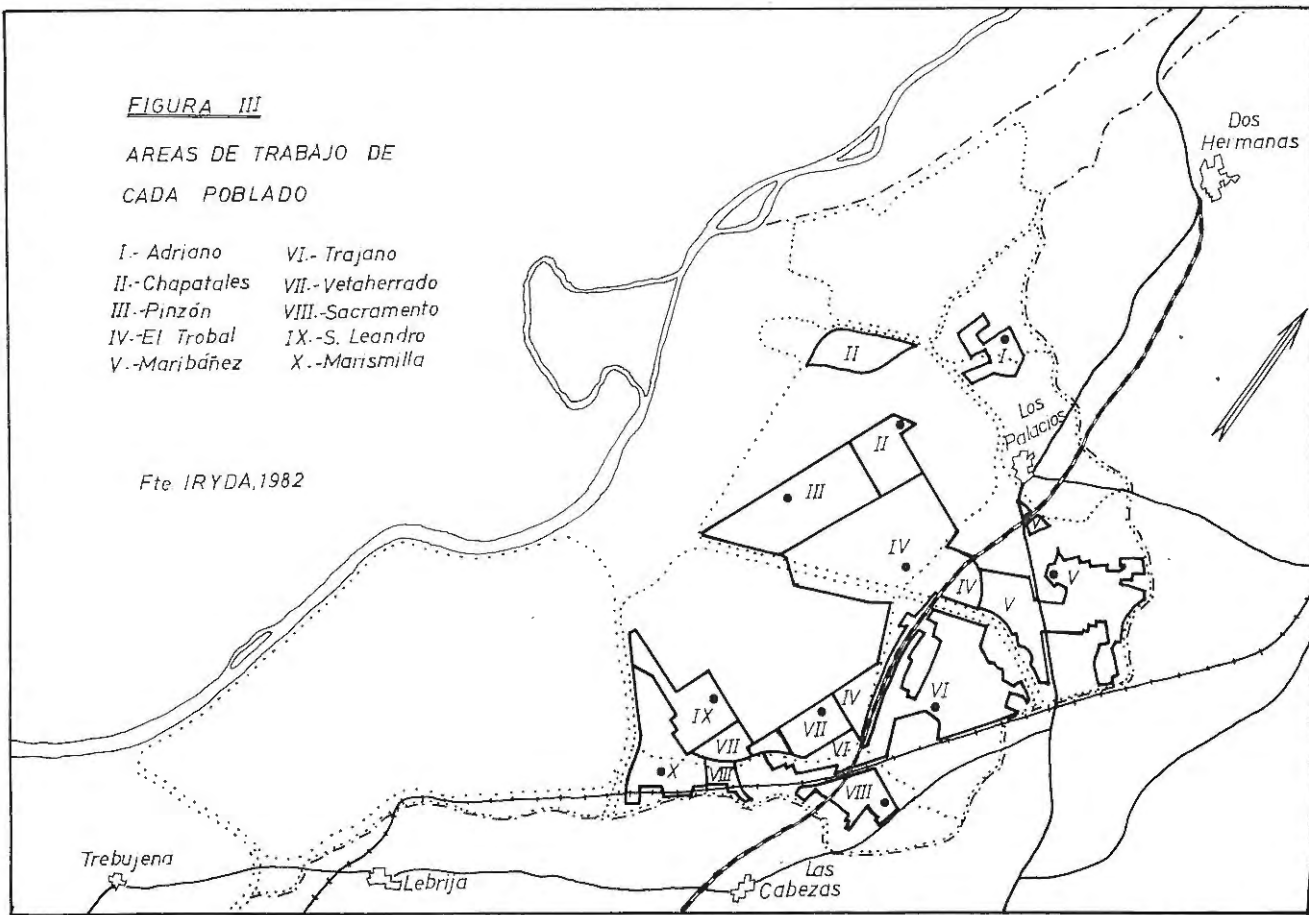 FIGURA III
AREAS DE TRABAJO DE
CADA POBLADO
I.- Adriano
II.-Chapatales
III.-Pinzón
IV.-El Trobal
V.-Maribáñez
VI.- Trajano
VII.-Vetaherrado
VIII.-Sacramento
IX.-S. Leandro
X.-Marismilla
Fte IRYDA, 1982
Dos
Hermanas
II
I
Los
Palacios
II
III
V
IV
V
IV
V
IX
IV
VI
VII
VII
VI
X
VIII
VIII
Trebujena
Lebrija
Las
Cabezas